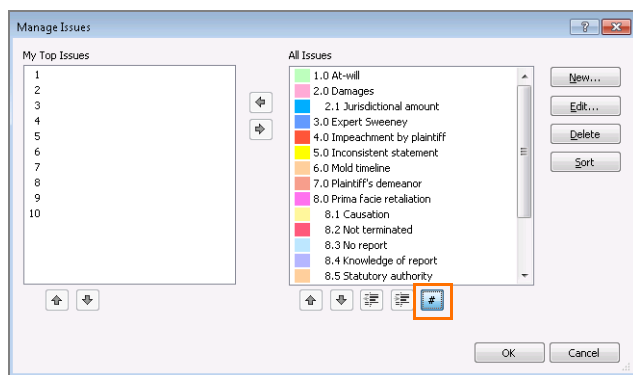 Manage Issues
My Top Issues
1
2
3
4
5
6
7
8
9
10
All Issues
1.0 At-will
2.0 Damages
2.1 Jurisdictional amount
3.0 Expert Sweeney
4.0 Impeachment by plaintiff
5.0 Inconsistent statement
6.0 Mold timeline
7.0 Plaintiff's demeanor
8.0 Prima facie retaliation
8.1 Causation
8.2 Not terminated
8.3 No report
8.4 Knowledge of report
8.5 Statutory authority
New...
Edit...
Delete
Sort
#
OK
Cancel